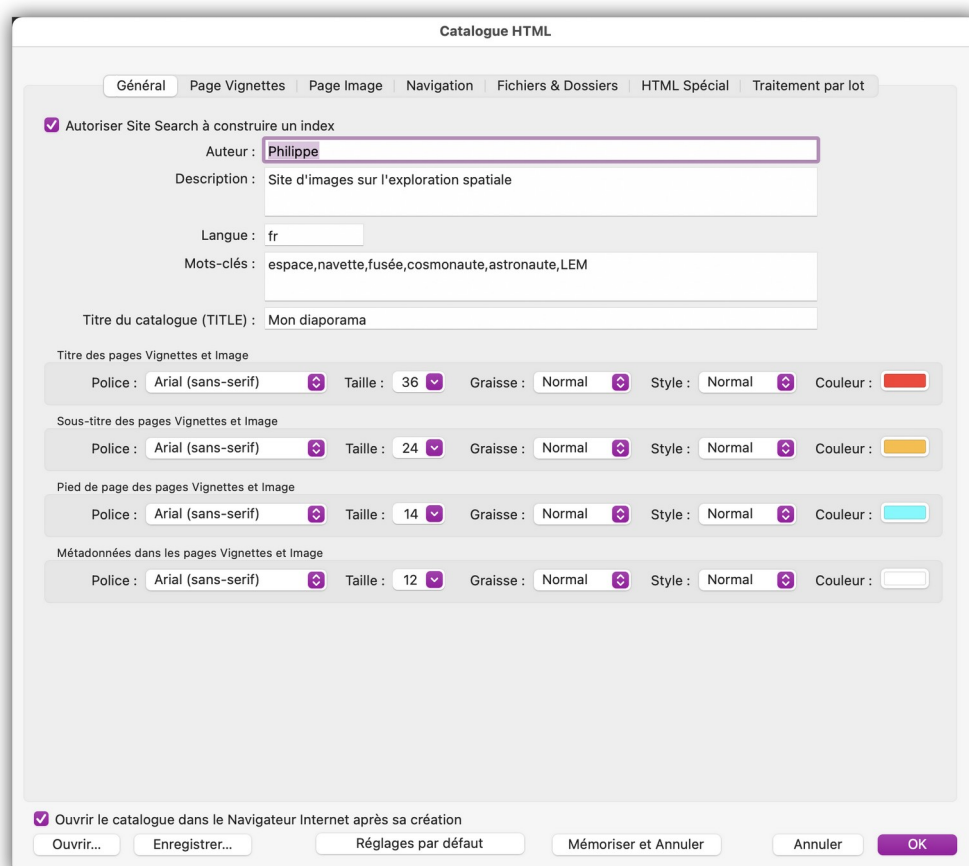 Catalogue HTML
Général Page Vignettes Page Image Navigation Fichiers & Dossiers HTML Spécial Traitement par lot
Autoriser Site Search à construire un index
Auteur : Philippe
Description : Site d'images sur l'exploration spatiale
Langue : fr
Mots-clés : espace,navette,fusée,cosmonaute,astronaute,LEM
Titre du catalogue (TITLE) : Mon diaporama
Titre des pages Vignettes et Image
Police : Arial (sans-serif) Taille : 36 Graisse : Normal Style : Normal Couleur :
Sous-titre des pages Vignettes et Image
Police : Arial (sans-serif) Taille : 24 Graisse : Normal Style : Normal Couleur :
Pied de page des pages Vignettes et Image
Police : Arial (sans-serif) Taille : 14 Graisse : Normal Style : Normal Couleur :
Métadonnées dans les pages Vignettes et Image
Police : Arial (sans-serif) Taille : 12 Graisse : Normal Style : Normal Couleur :
Ouvrir le catalogue dans le Navigateur Internet après sa création
Ouvrir... Enregistrer... Réglages par défaut Mémoriser et Annuler Annuler OK